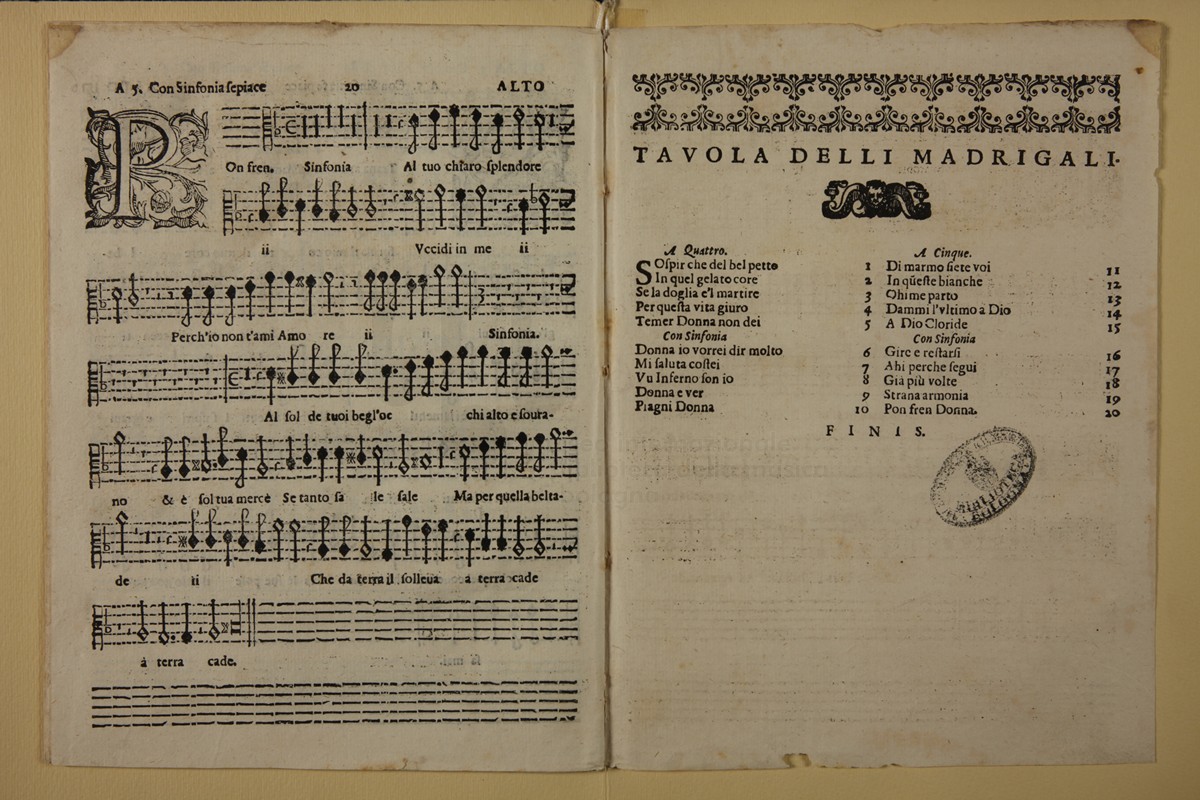 A 5. Con Sinfonia ſe piace 20 ALTO
P On fren. Sinfonia Al tuo chiaro ſplendore
ii Vccidi in me ii
Perch'io non t'ami Amo re ii Sinfonia.
Al ſol de tuoi begl'oc chi alto e ſoura-
no & è ſol tua mercè Se tanto ſa le ſale Ma per quella belta-
de ti Che da terra il ſolleua a terra cade
à terra cade.
TAVOLA DELLI MADRIGALI.
A Quattro.
SOſpir che del bel petto 1
In quel gelato core 2
Se la doglia e'l martire 3
Per queſta vita giuro 4
Temer Donna non dei 5
Con Sinfonia
Donna io vorrei dir molto 6
Mi ſaluta coſtei 7
Vu Inferno ſon io 8
Donna e ver 9
Piagni Donna 10
A Cinque.
Di marmo ſiete voi 11
In queſte bianche 12
Ohime parto 13
Dammi l'vltimo a Dio 14
A Dio Cloride 15
Con Sinfonia
Gire e reſtarſi 16
Ahi perche ſegui 17
Gia più volte 18
Strana armonia 19
Pon fren Donna. 20
FINIS.
BIBLIOTECA
BOLOGNA